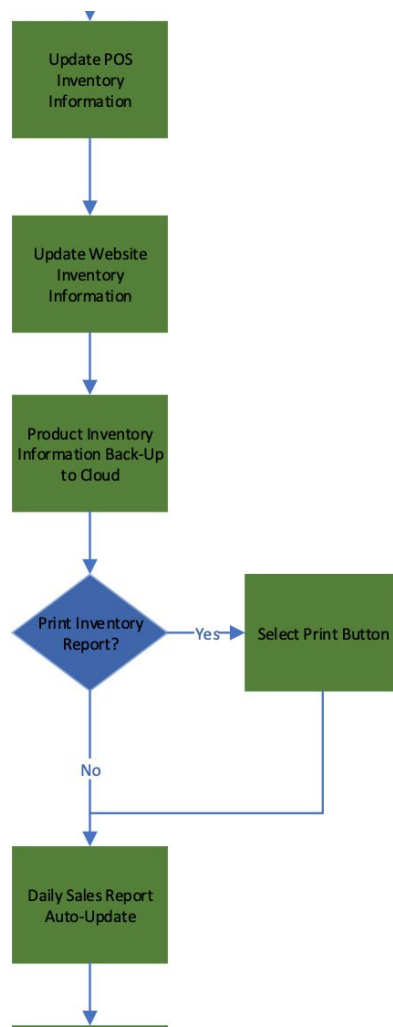 Update POS
Inventory
Information
Update Website
Inventory
Information
Product Inventory
Information Back-Up
to Cloud
Print Inventory
Report?
Yes
Select Print Button
No
Daily Sales Report
Auto-Update